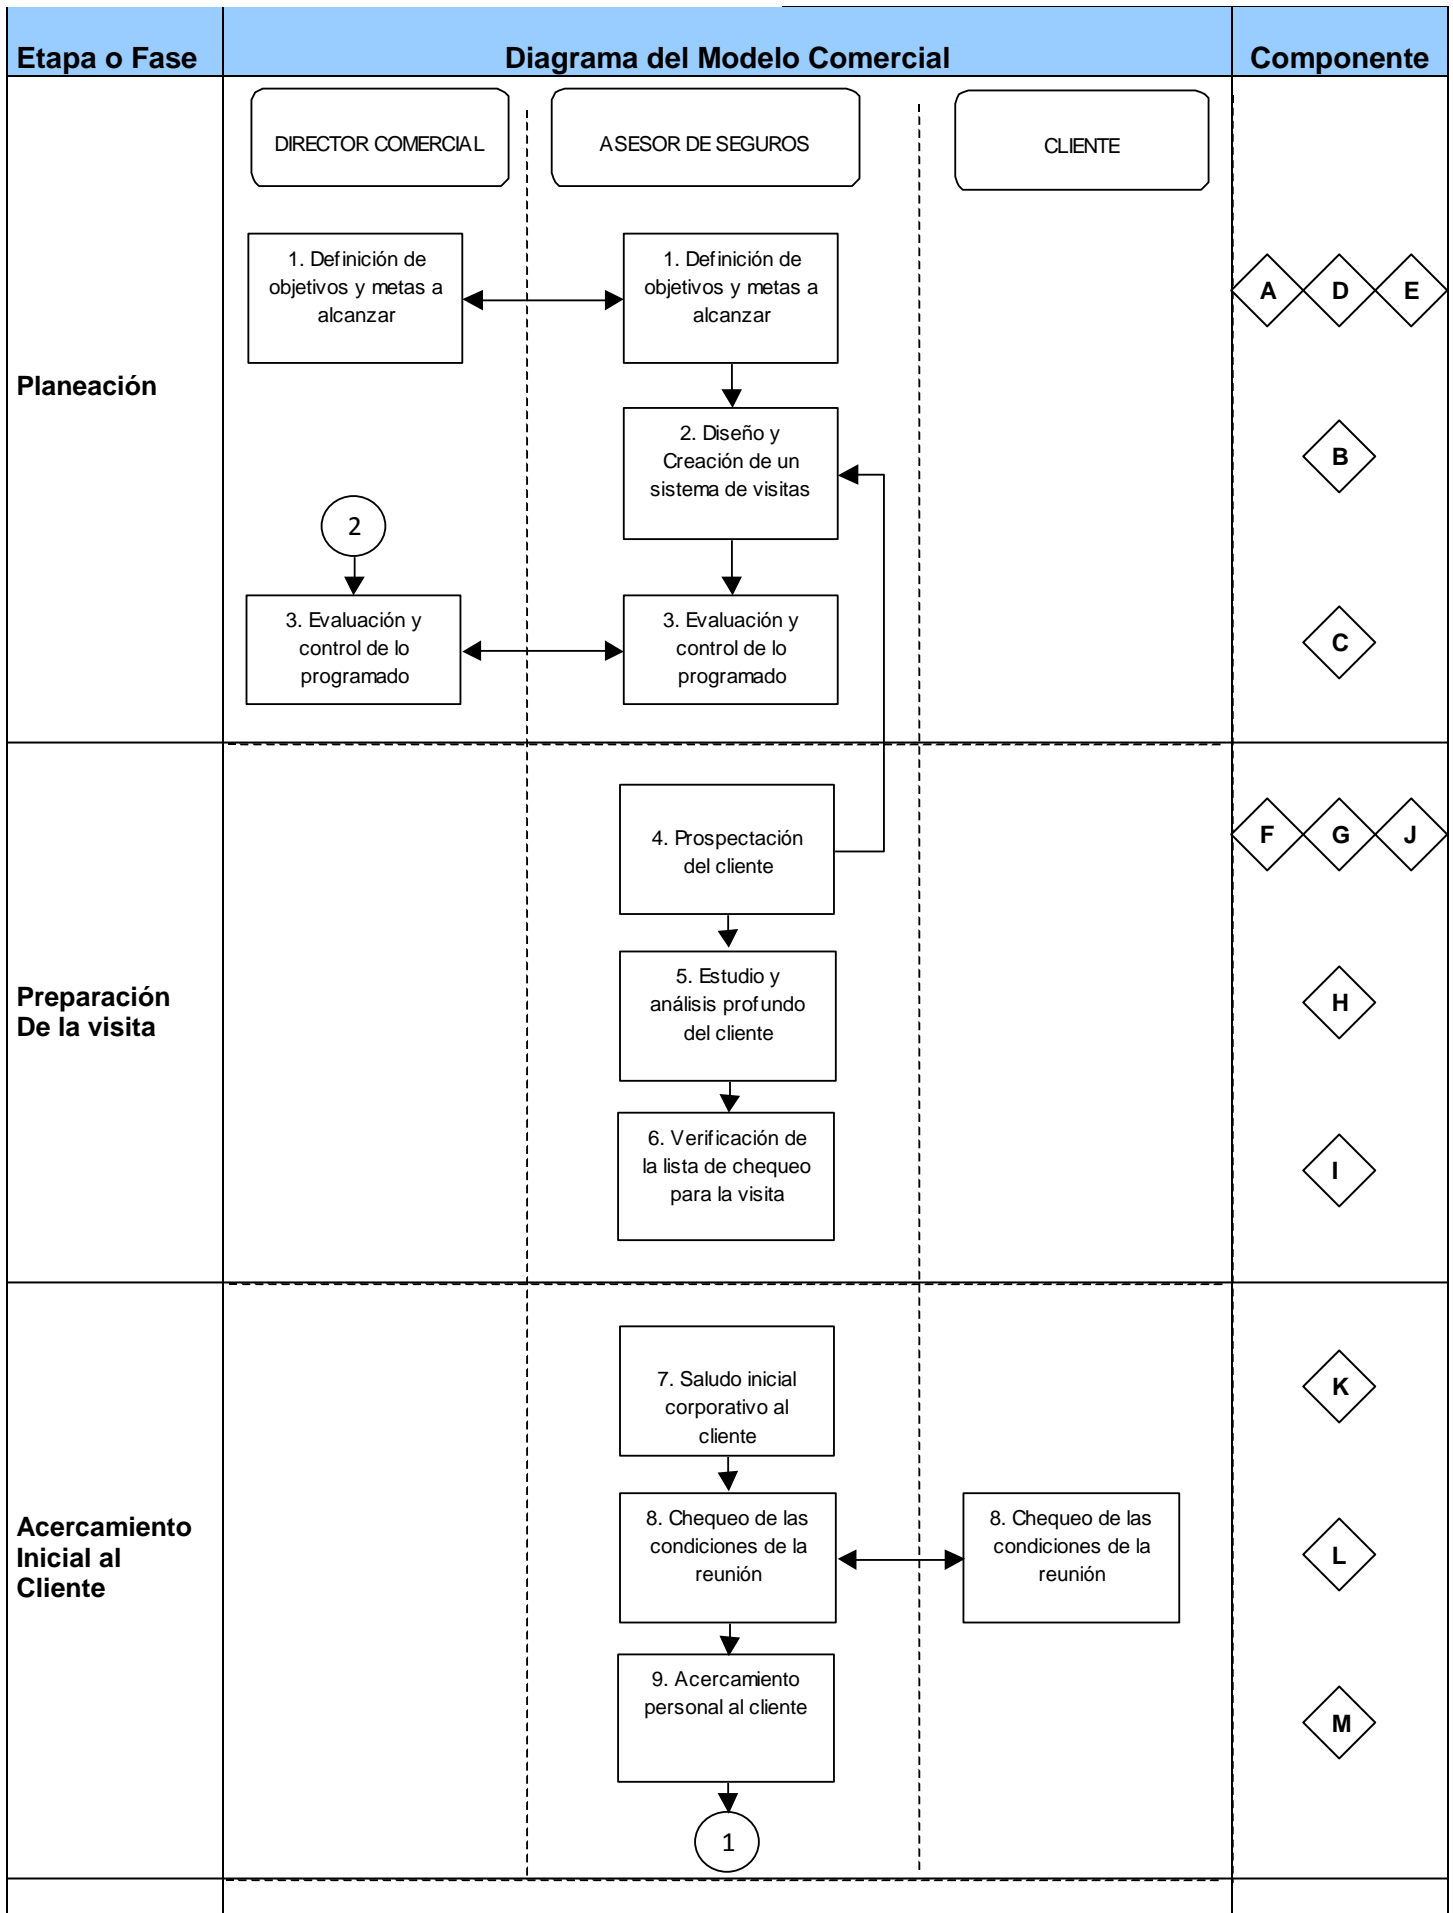 Etapa o Fase
Diagrama del Modelo Comercial
Componente
DIRECTOR COMERCIAL
ASESOR DE SEGUROS
CLIENTE
Planeación
1. Definición de
objetivos y metas a
alcanzar
1. Definición de
objetivos y metas a
alcanzar
A
D
E
2. Diseño y
Creación de un
sistema de visitas
B
2
3. Evaluación y
control de lo
programado
3. Evaluación y
control de lo
programado
C
Preparación
De la visita
4. Prospectación
del cliente
F
G
J
5. Estudio y
análisis profundo
del cliente
H
6. Verificación de
la lista de chequeo
para la visita
I
Acercamiento
Inicial al
Cliente
7. Saludo inicial
corporativo al
cliente
K
8. Chequeo de las
condiciones de la
reunión
8. Chequeo de las
condiciones de la
reunión
L
9. Acercamiento
personal al cliente
M
1